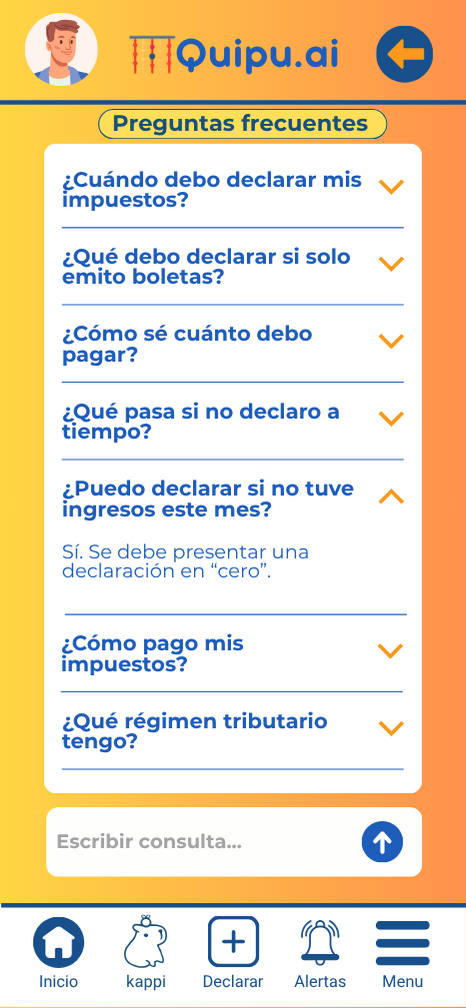 Quipu.ai
Preguntas frecuentes
¿Cuándo debo declarar mis
impuestos?
¿Qué debo declarar si solo
emito boletas?
¿Cómo sé cuánto debo
pagar?
¿Qué pasa si no declaro a
tiempo?
¿Puedo declarar si no tuve
ingresos este mes?
Sí. Se debe presentar una
declaración en “cero”.
¿Cómo pago mis
impuestos?
¿Qué régimen tributario
tengo?
Escribir consulta...
Inicio
kappi
Declarar
Alertas
Menu